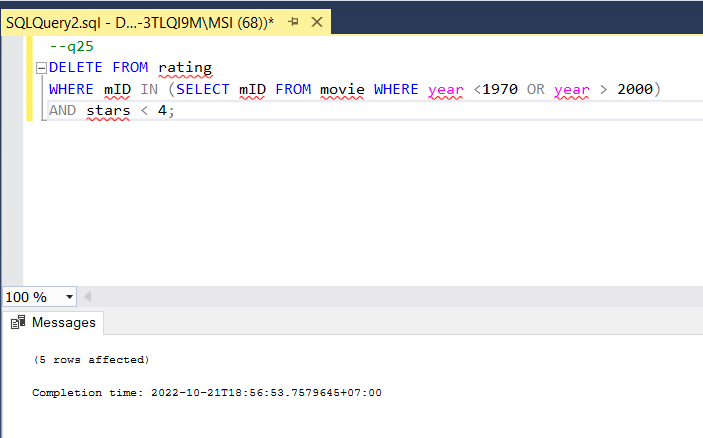 SQLQuery2.sql - D...-3TLQI9M\MSI (68))*
--q25
DELETE FROM rating
WHERE mID IN (SELECT mID FROM movie WHERE year <1970 OR year > 2000)
AND stars < 4;
100 %
Messages
(5 rows affected)
Completion time: 2022-10-21T18:56:53.7579645+07:00